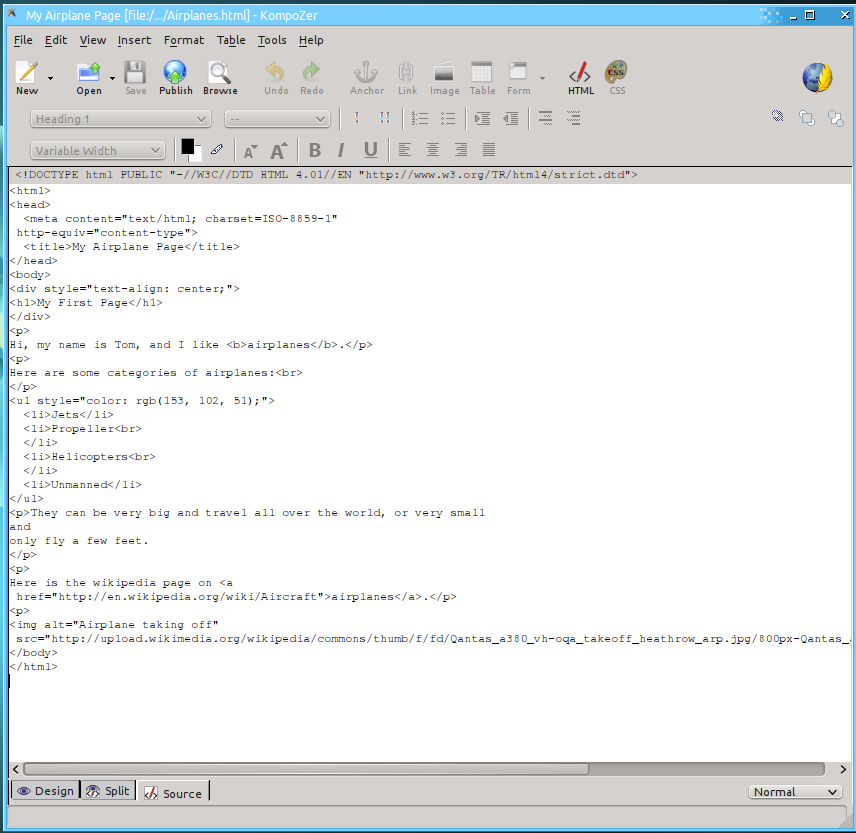 My Airplane Page [file:/.../Airplanes.html] - KompoZer
File Edit View Insert Format Table Tools Help
New Open Save Publish Browse Undo Redo Anchor Link Image Table Form HTML CSS
Heading 1 --
Variable Width A A B I U
<!DOCTYPE html PUBLIC "-//W3C//DTD HTML 4.01//EN "http://www.w3.org/TR/html4/strict.dtd">
<html>
<head>
  <meta content="text/html; charset=ISO-8859-1"
 http-equiv="content-type">
  <title>My Airplane Page</title>
</head>
<body>
<div style="text-align: center;">
<h1>My First Page</h1>
</div>
<p>
Hi, my name is Tom, and I like <b>airplanes</b>.</p>
<p>
Here are some categories of airplanes:<br>
</p>
<ul style="color: rgb(153, 102, 51);">
  <li>Jets</li>
  <li>Propeller<br>
  </li>
  <li>Helicopters<br>
  </li>
  <li>Unmanned</li>
</ul>
<p>They can be very big and travel all over the world, or very small
and
only fly a few feet.
</p>
<p>
Here is the wikipedia page on <a
 href="http://en.wikipedia.org/wiki/Aircraft">airplanes</a>.</p>
<p>
<img alt="Airplane taking off"
 src="http://upload.wikimedia.org/wikipedia/commons/thumb/f/fd/Qantas_a380_vh-oqa_takeoff_heathrow_arp.jpg/800px-Qantas_
</body>
</html>
Design Split Source Normal